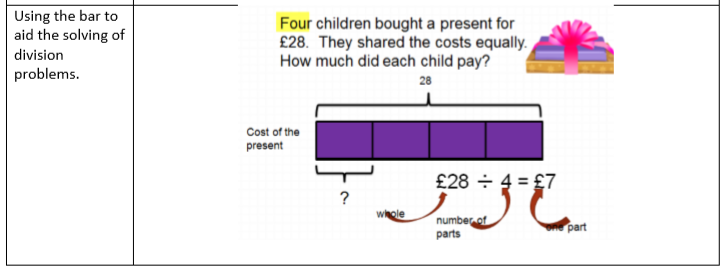 Using the bar to
aid the solving of
division
problems.
Four children bought a present for
£28. They shared the costs equally.
How much did each child pay?
28
Cost of the
present
?
£28 ÷ 4 = £7
whole
number of
parts
one part